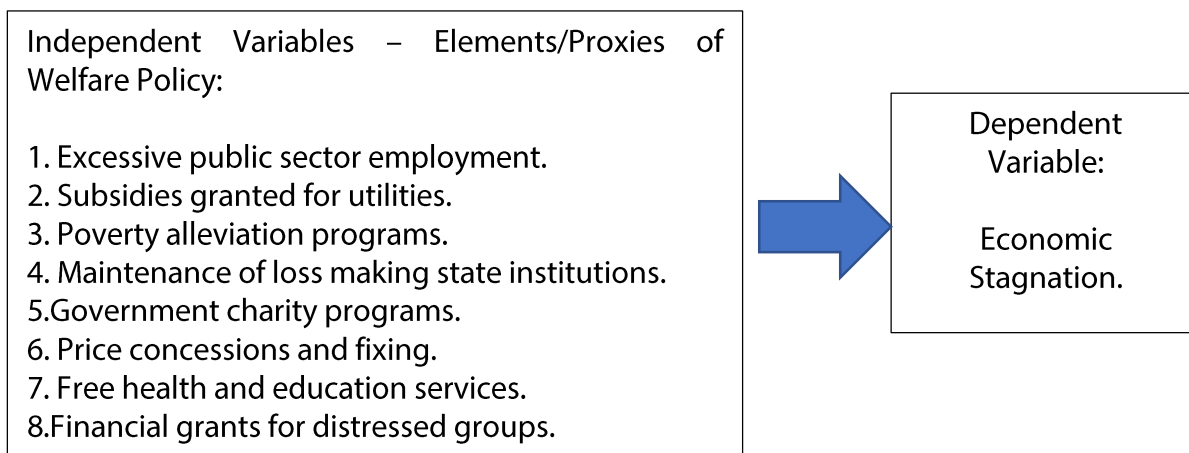 Independent Variables – Elements/Proxies of
Welfare Policy:
1. Excessive public sector employment.
2. Subsidies granted for utilities.
3. Poverty alleviation programs.
4. Maintenance of loss making state institutions.
5.Government charity programs.
6. Price concessions and fixing.
7. Free health and education services.
8.Financial grants for distressed groups.
Dependent
Variable:
Economic
Stagnation.